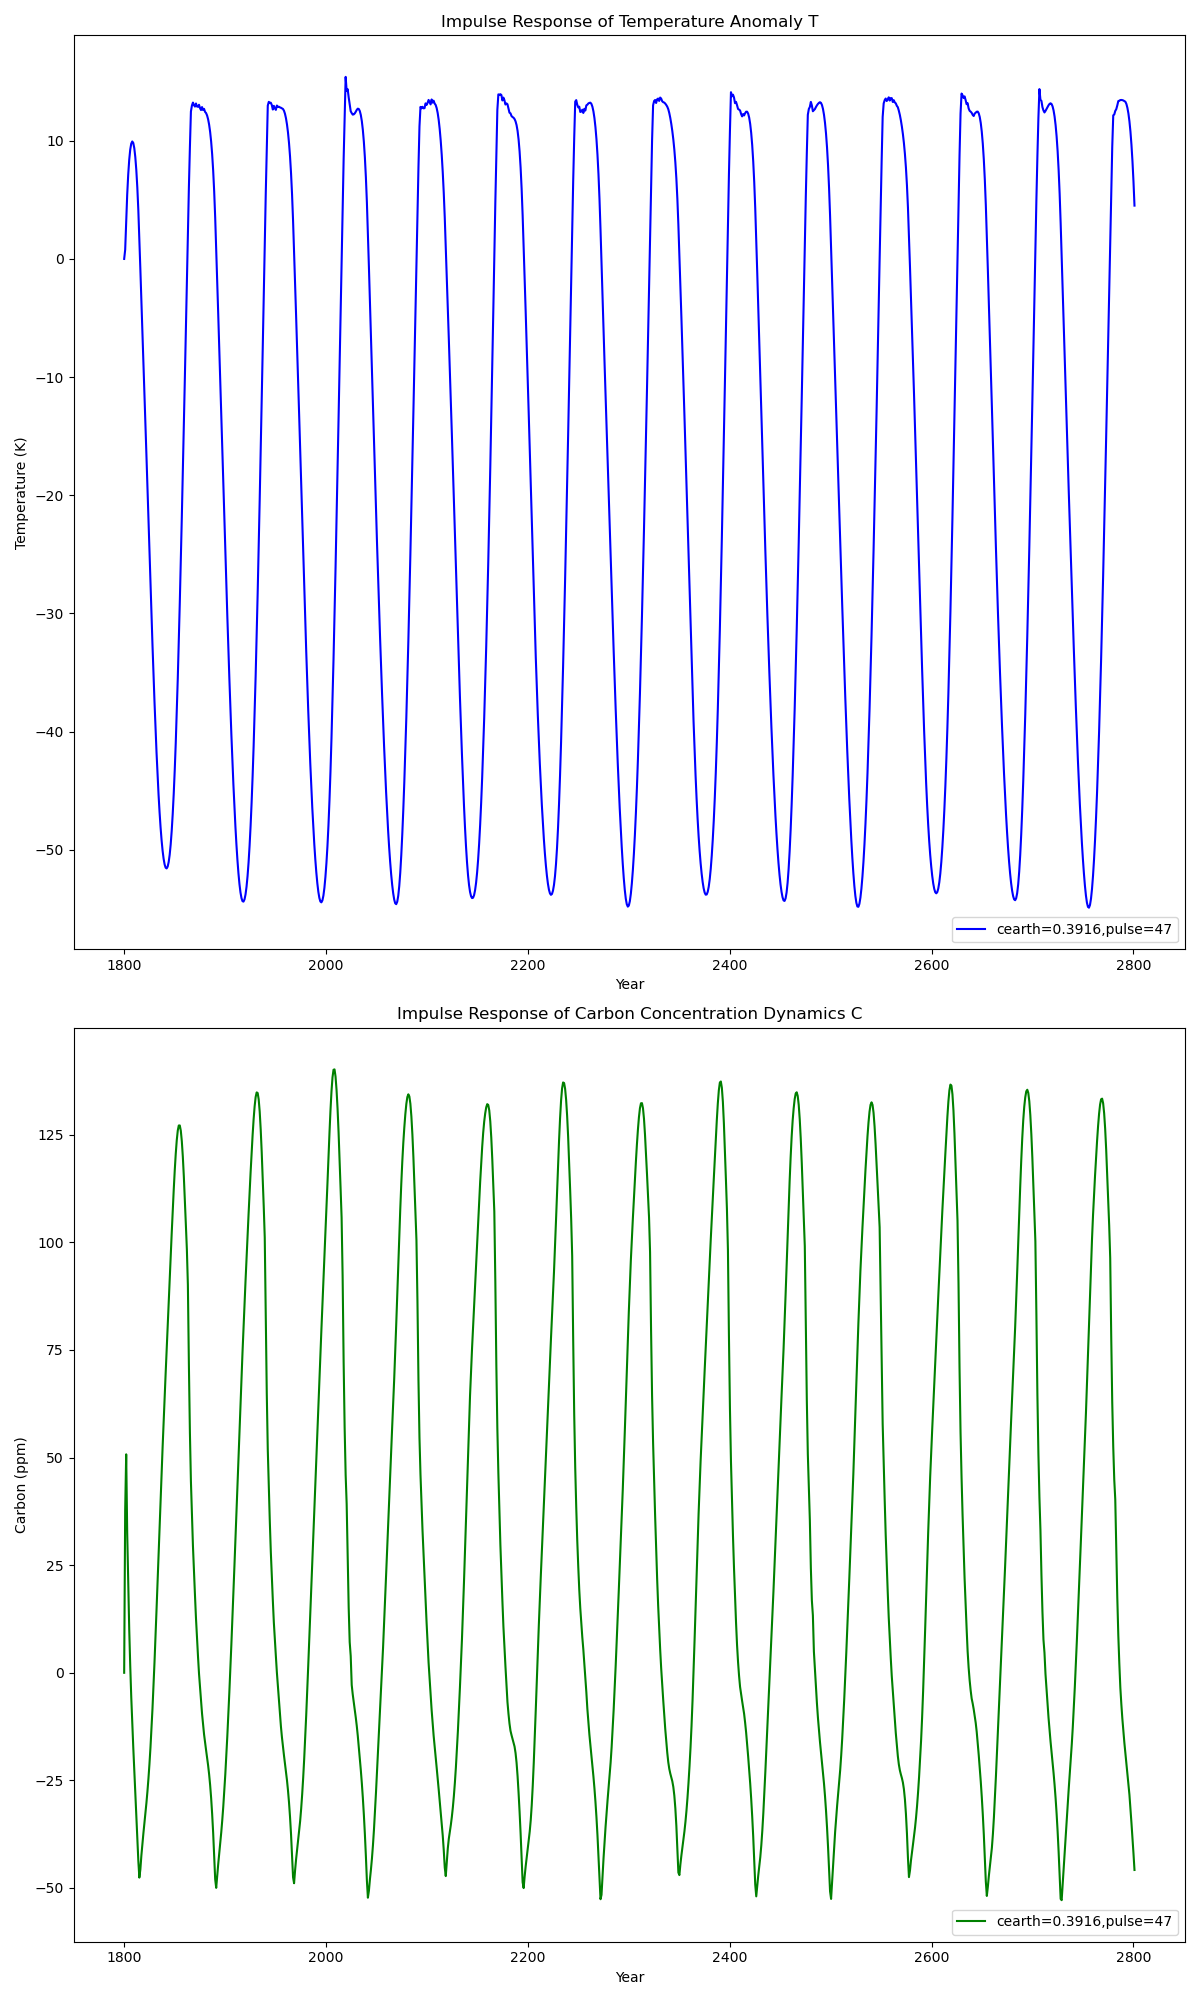 Impulse Response of Temperature Anomaly T
Temperature (K)
10
0
−10
−20
−30
−40
−50
cearth=0.3916,pulse=47
1800 2000 2200 2400 2600 2800
Year
Impulse Response of Carbon Concentration Dynamics C
Carbon (ppm)
125
100
75
50
25
0
−25
−50
cearth=0.3916,pulse=47
1800 2000 2200 2400 2600 2800
Year